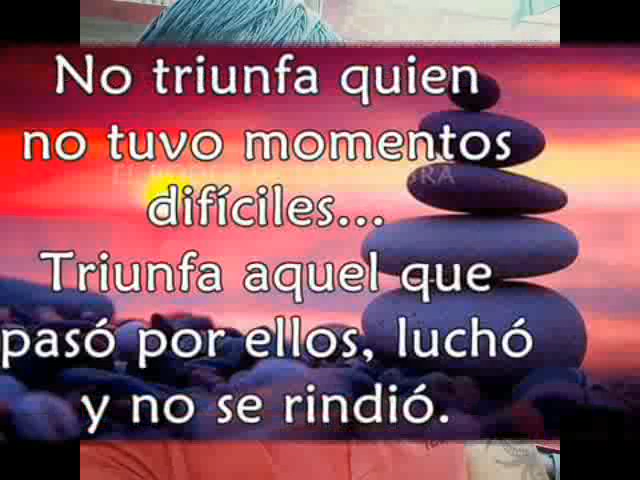 No triunfa quien
no tuvo momentos
difíciles...
Triunfa aquel que
pasó por ellos, luchó
y no se rindió.